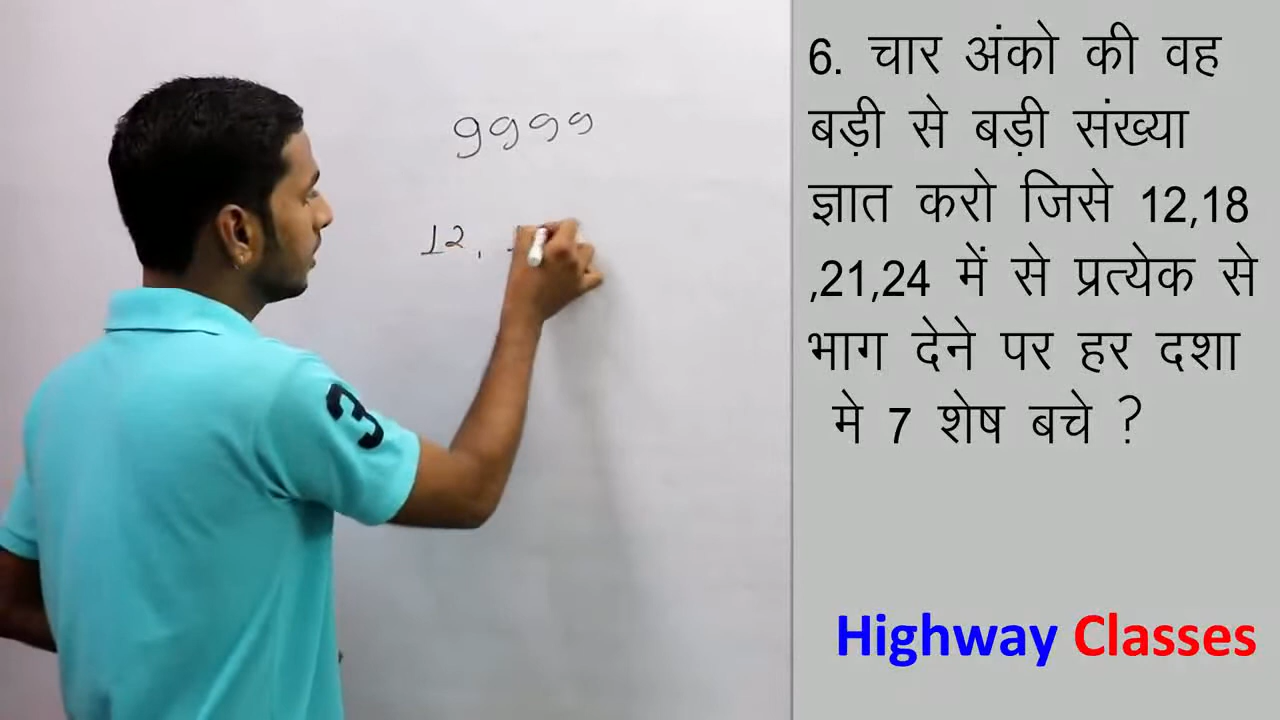 9999
12,
3
6. चार अंको की वह
बड़ी से बड़ी संख्या
ज्ञात करो जिसे 12,18
,21,24 में से प्रत्येक से
भाग देने पर हर दशा
मे 7 शेष बचे ?
Highway Classes